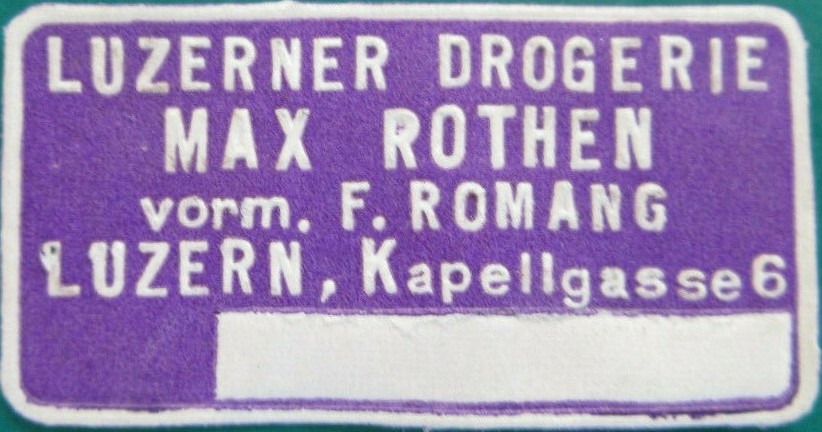 LUZERNER DROGERIE
MAX ROTHEN
vorm. F. ROMANG
LUZERN, Kapellgasse 6